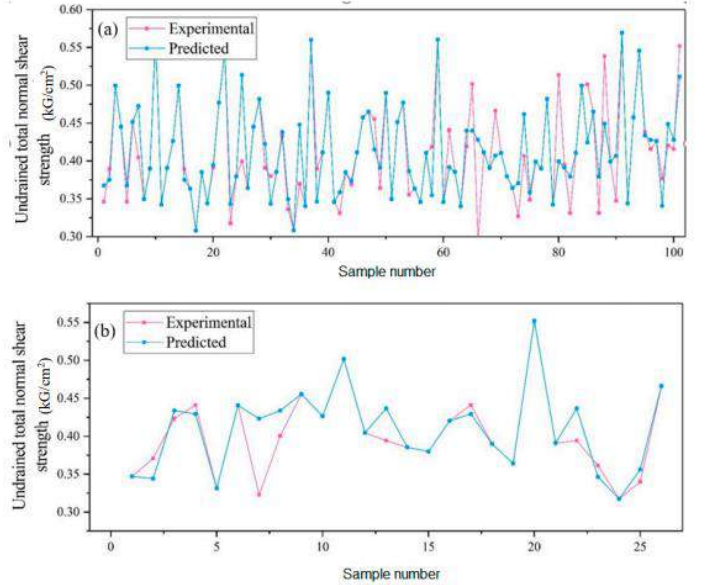 (a)
Experimental
Predicted
Undrained total normal shear
strength (kG/cm²)
0.60
0.55
0.50
0.45
0.40
0.35
0.30
0 20 40 60 80 100
Sample number
(b)
Experimental
Predicted
Undrained total normal shear
strength (kG/cm²)
0.55
0.50
0.45
0.40
0.35
0.30
0 5 10 15 20 25
Sample number